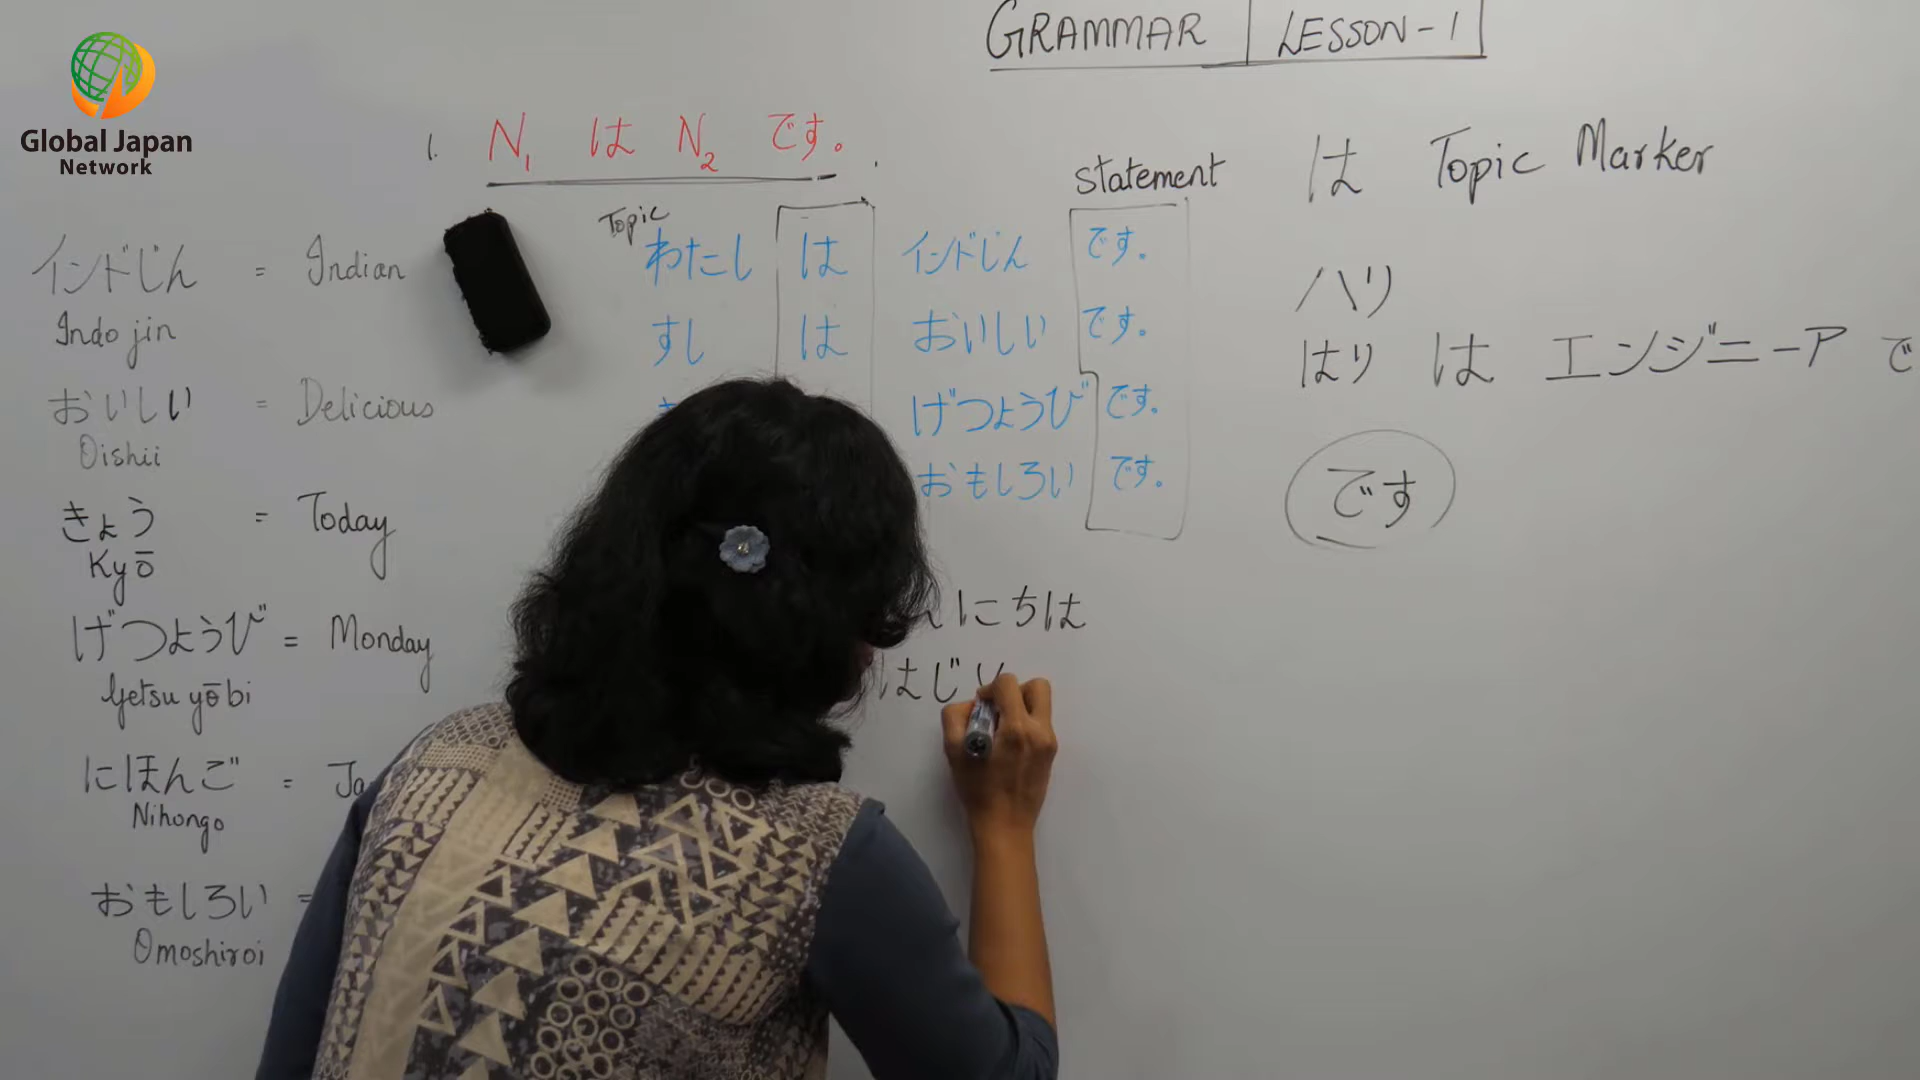 Global Japan
Network
GRAMMAR LESSON-1
1. N1 は N2 です。
インドじん = Indian
Indo jin
おいしい = Delicious
Oishii
きょう = Today
Kyō
げつようび = Monday
Getsu yōbi
にほんご = Ja
Nihongo
おもしろい =
Omoshiroi
Topic
statement
わたし は インドじん です。
すし は おいしい です。
げつようび です。
おもしろい です。
んにちは
はじ
は Topic Marker
ハリ
はり は エンジニーア で
です